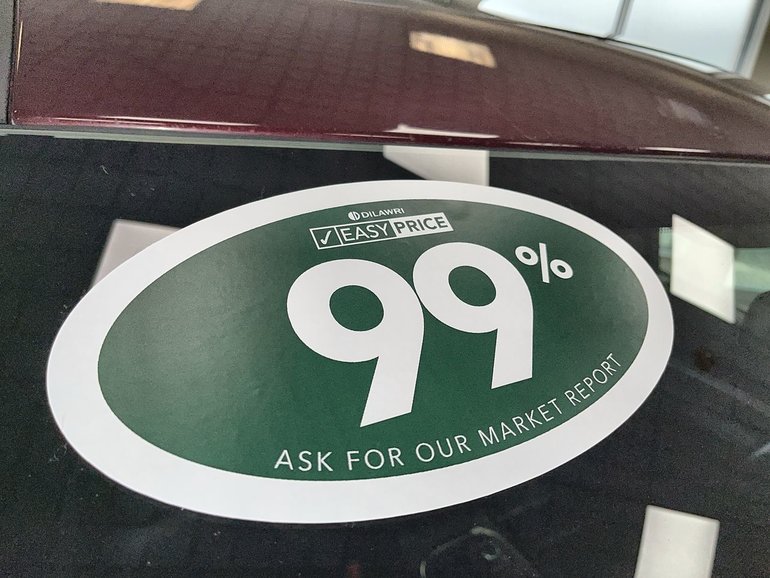 DILAWRI
EASY PRICE
99%
ASK FOR OUR MARKET REPORT